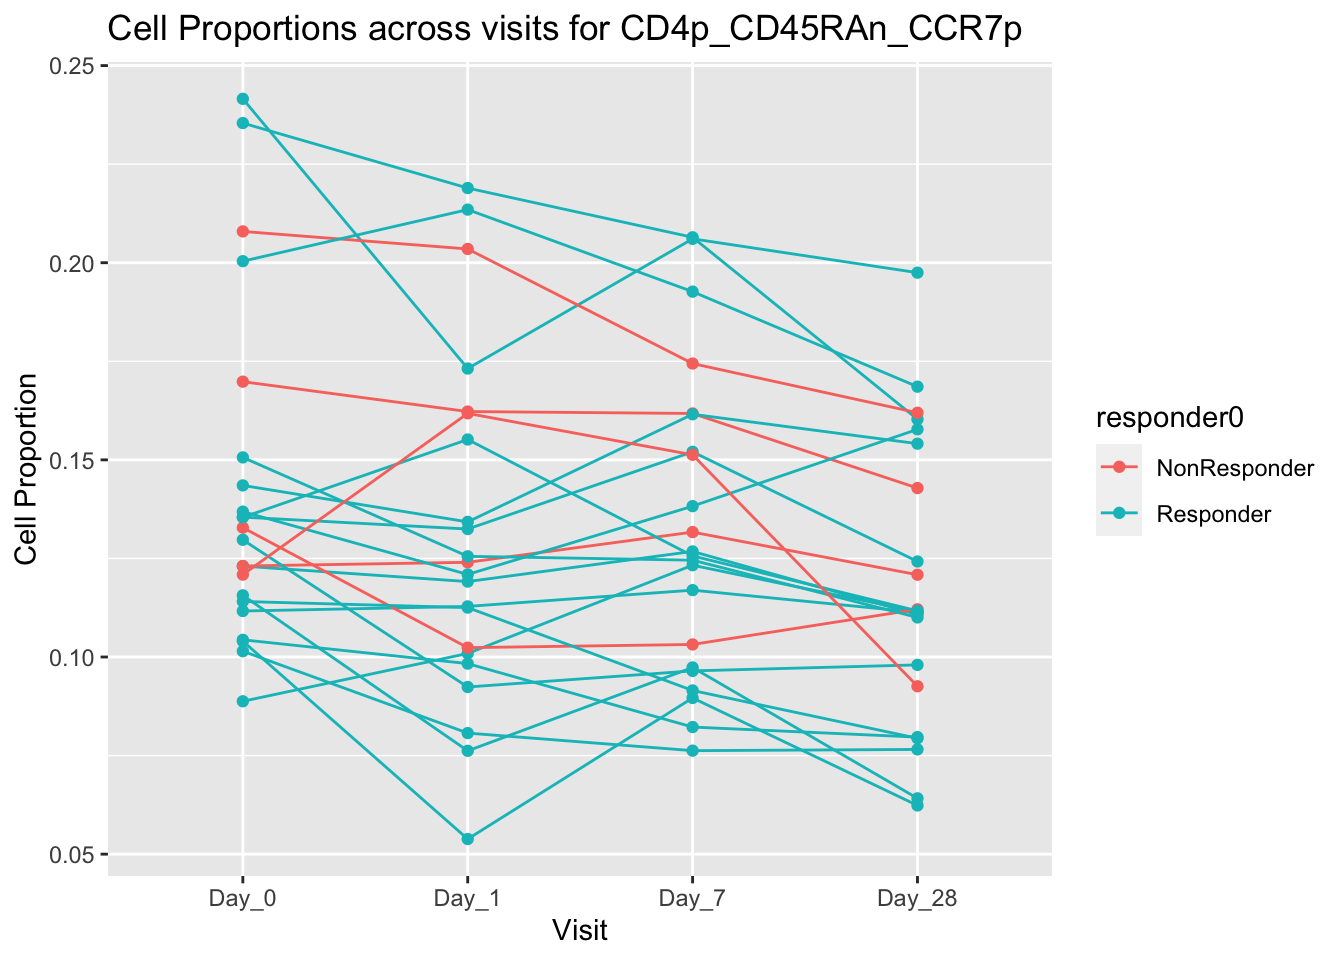 Cell Proportions across visits for CD4p_CD45RAn_CCR7p
0.25
0.20
0.15
0.10
0.05
Cell Proportion
Day_0
Day_1
Day_7
Day_28
Visit
responder0
NonResponder
Responder